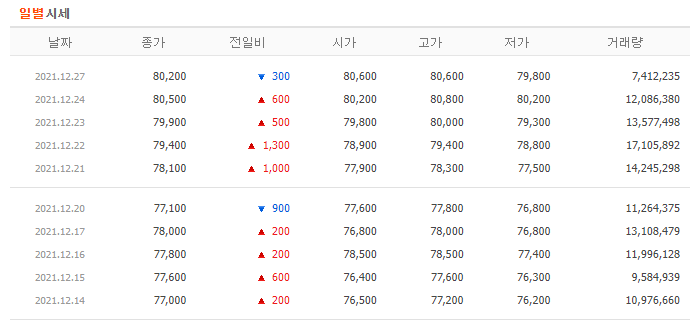 일별시세
날짜 종가 전일비 시가 고가 저가 거래량
2021.12.27 80,200 ▼ 300 80,600 80,600 79,800 7,412,235
2021.12.24 80,500 ▲ 600 80,200 80,800 80,200 12,086,380
2021.12.23 79,900 ▲ 500 79,800 80,000 79,300 13,577,498
2021.12.22 79,400 ▲ 1,300 78,900 79,400 78,800 17,105,892
2021.12.21 78,100 ▲ 1,000 77,900 78,300 77,500 14,245,298
2021.12.20 77,100 ▼ 900 77,600 77,800 76,800 11,264,375
2021.12.17 78,000 ▲ 200 76,800 78,000 76,800 13,108,479
2021.12.16 77,800 ▲ 200 78,500 78,500 77,400 11,996,128
2021.12.15 77,600 ▲ 600 76,400 77,600 76,300 9,584,939
2021.12.14 77,000 ▲ 200 76,500 77,200 76,200 10,976,660